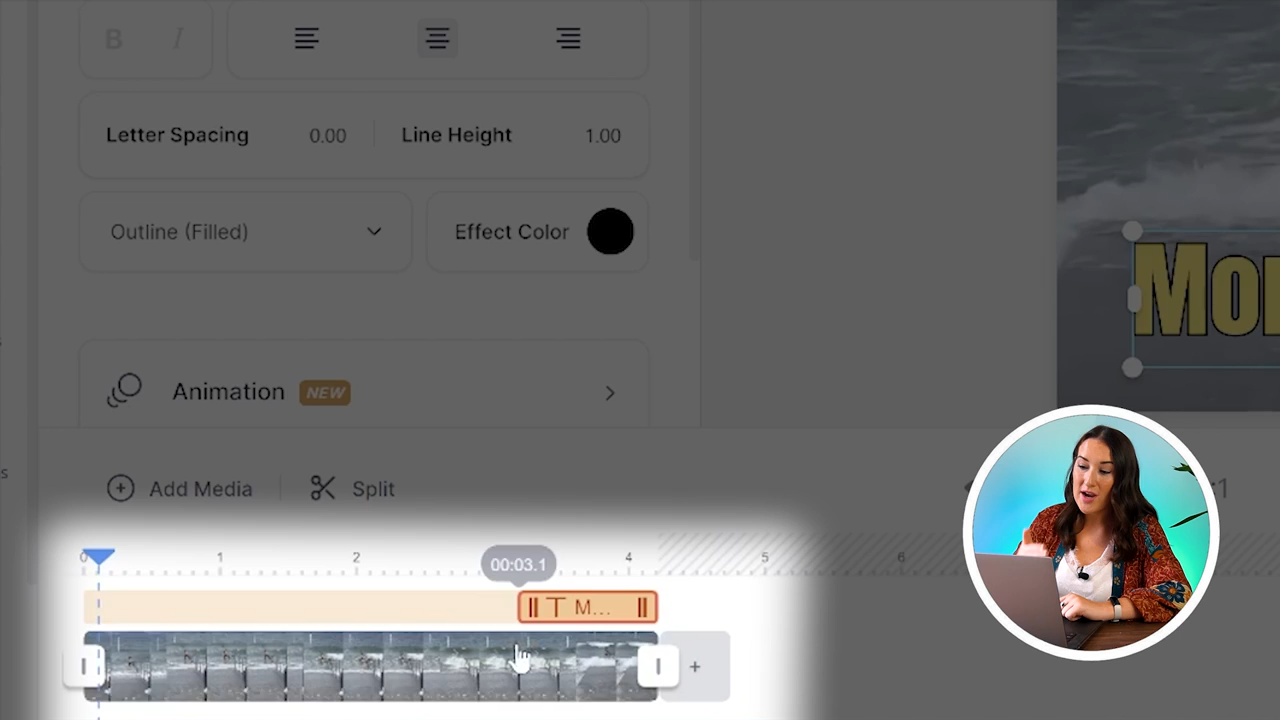 B I
Letter Spacing 0.00 Line Height 1.00
Outline (Filled) Effect Color
Animation NEW
Mo
Add Media Split
0 1 2 00:03.1 4 5 6
T M...